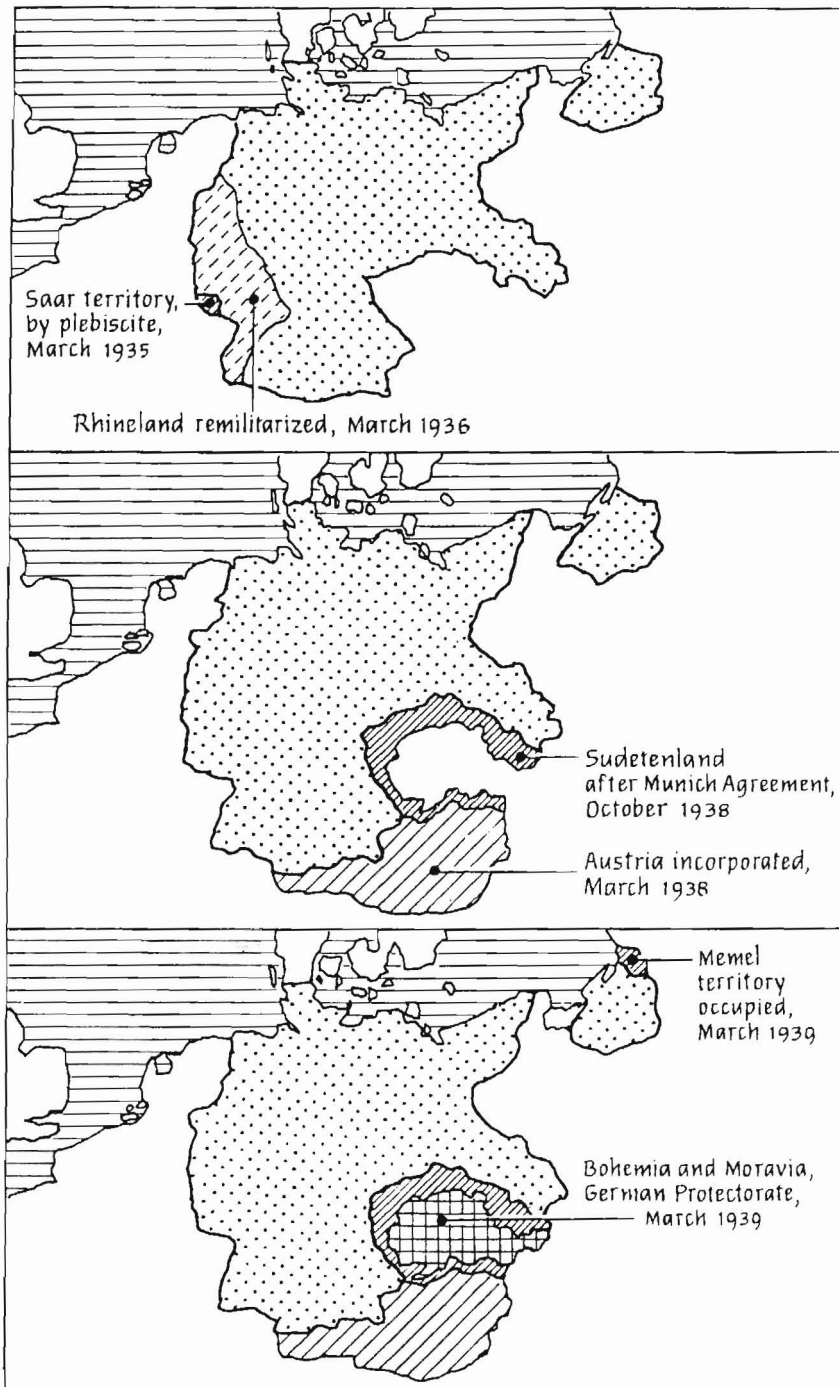 Saar territory,
by plebiscite,
March 1935
Rhineland remilitarized, March 1936
Sudetenland
after Munich Agreement,
October 1938
Austria incorporated,
March 1938
Memel
territory
occupied,
March 1939
Bohemia and Moravia,
German Protectorate,
March 1939